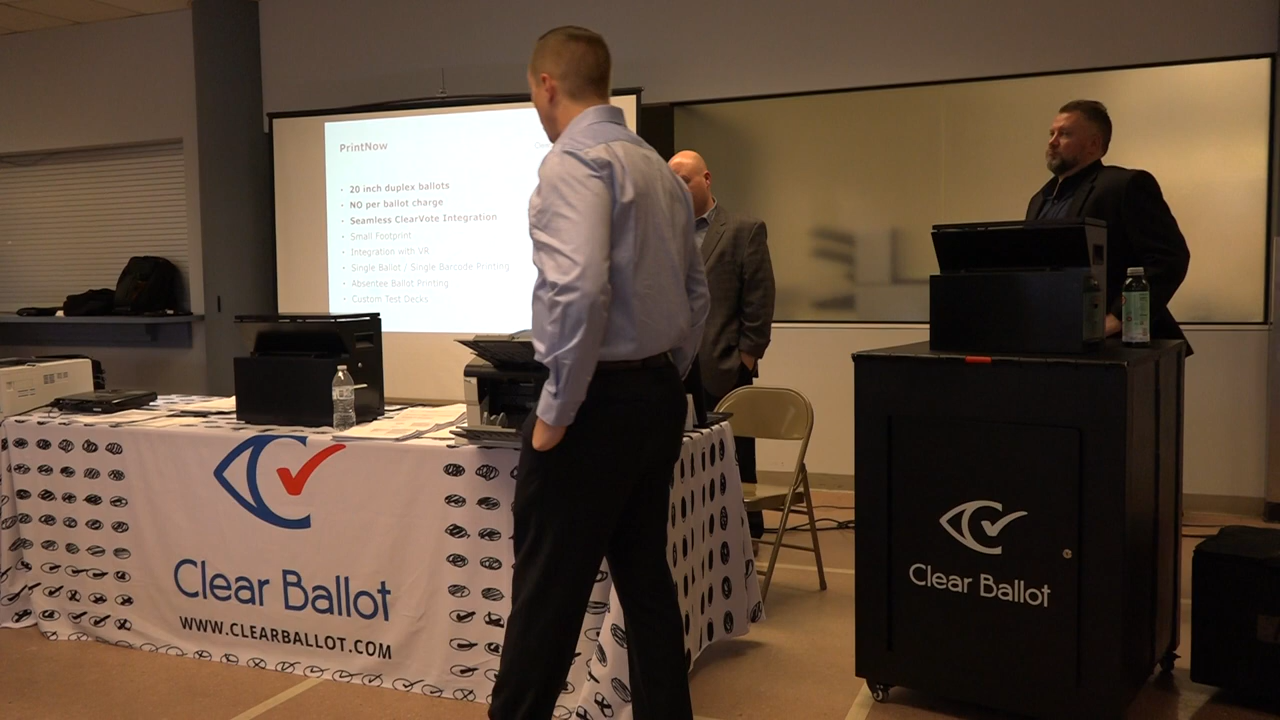 PrintNow
· 20 inch duplex ballots
· NO per ballot charge
· Seamless ClearVote Integration
· Small Footprint
· Integration with VR
· Single Ballot / Single Barcode Printing
· Absentee Ballot Printing
· Custom Test Decks
Clear Ballot
WWW.CLEARBALLOT.COM
Clear Ballot